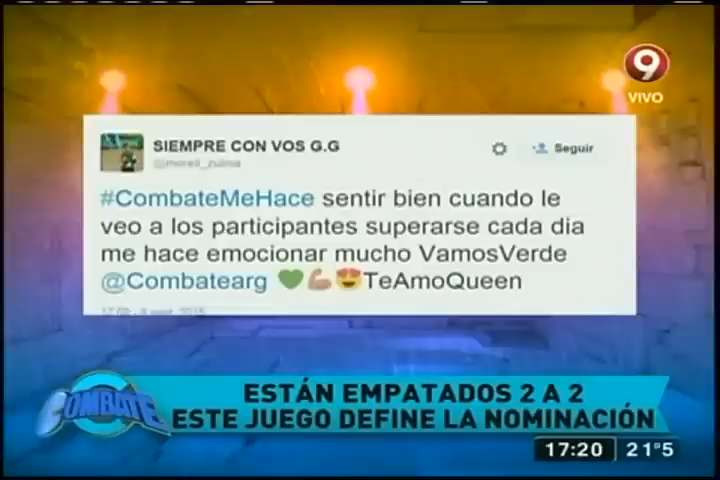 9
VIVO
SIEMPRE CON VOS G.G
Seguir
#CombateMeHace sentir bien cuando le
veo a los participantes superarse cada dia
me hace emocionar mucho VamosVerde
@Combatearg 💚💪😍TeAmoQueen
COMBATE
ESTÁN EMPATADOS 2 A 2
ESTE JUEGO DEFINE LA NOMINACIÓN
17:20 21°5